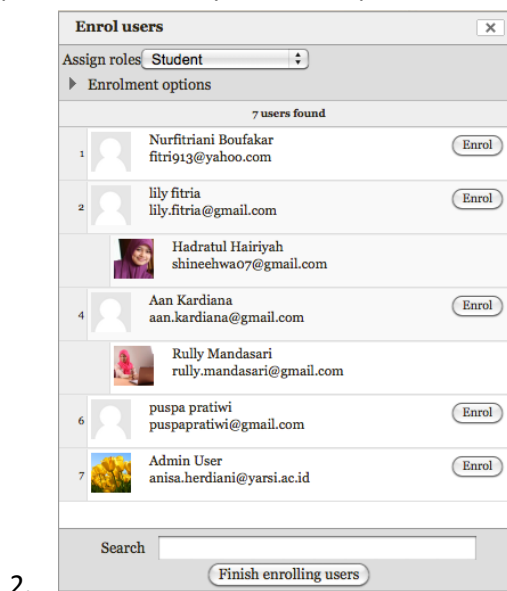 Enrol users
Assign roles Student
Enrolment options
7 users found
1 Nurfitriani Boufakar Enrol
fitri913@yahoo.com
2 lily fitria Enrol
lily.fitria@gmail.com
Hadratul Hairiyah
shineehwa07@gmail.com
4 Aan Kardiana Enrol
aan.kardiana@gmail.com
Rully Mandasari
rully.mandasari@gmail.com
6 puspa pratiwi Enrol
puspapratiwi@gmail.com
7 Admin User Enrol
anisa.herdiani@yarsi.ac.id
Search
Finish enrolling users
2.